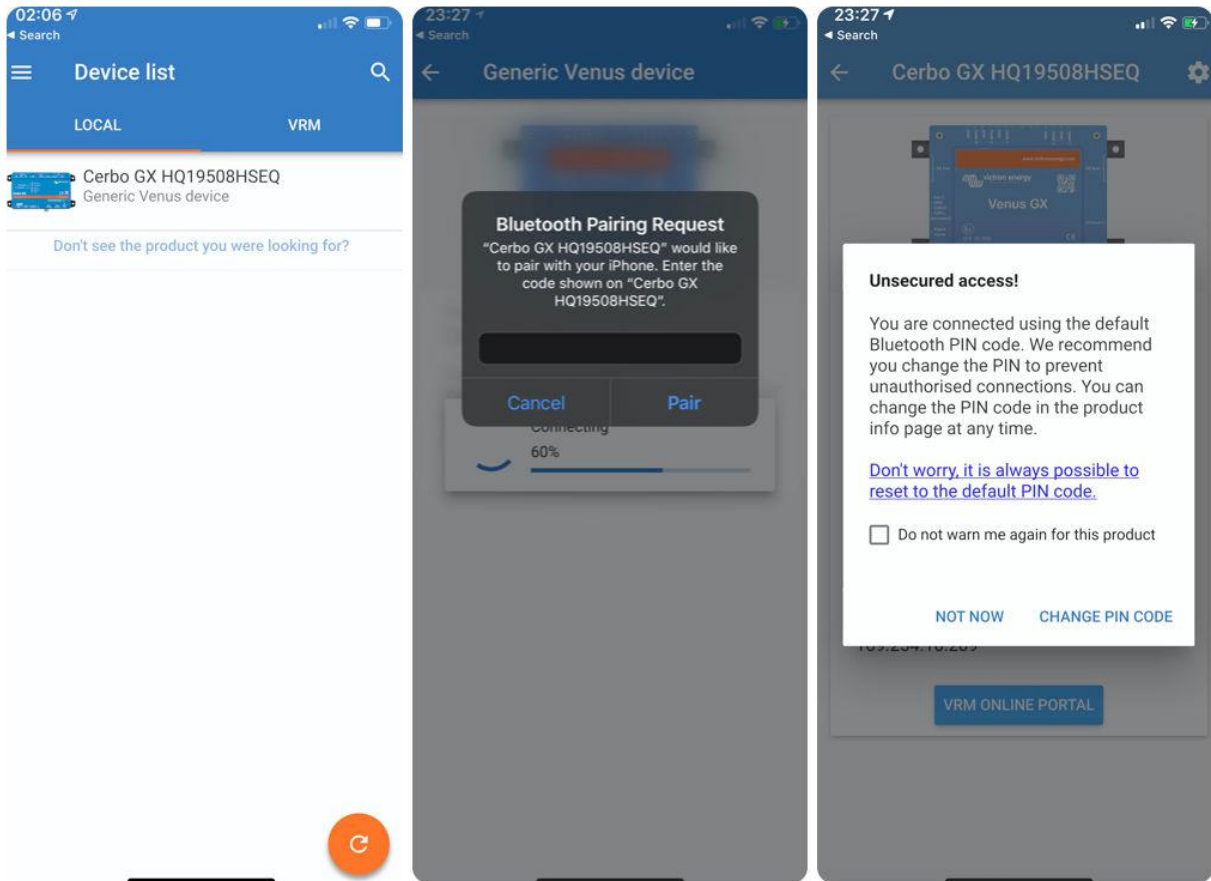 02:06
◀ Search
Device list
LOCAL
VRM
Cerbo GX HQ19508HSEQ
Generic Venus device
Don't see the product you were looking for?
23:27
◀ Search
Generic Venus device
Bluetooth Pairing Request
“Cerbo GX HQ19508HSEQ” would like
to pair with your iPhone. Enter the
code shown on “Cerbo GX
HQ19508HSEQ”.
Cancel
Pair
Connecting
60%
23:27
◀ Search
Cerbo GX HQ19508HSEQ
victron energy
Venus GX
Unsecured access!
You are connected using the default
Bluetooth PIN code. We recommend
you change the PIN to prevent
unauthorised connections. You can
change the PIN code in the product
info page at any time.
Don't worry, it is always possible to
reset to the default PIN code.
Do not warn me again for this product
NOT NOW
CHANGE PIN CODE
VRM ONLINE PORTAL